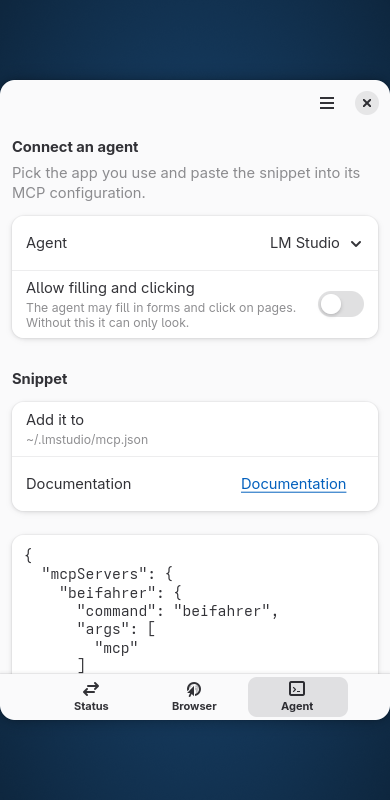 Connect an agent
Pick the app you use and paste the snippet into its
MCP configuration.
Agent
LM Studio
Allow filling and clicking
The agent may fill in forms and click on pages.
Without this it can only look.
Snippet
Add it to
~/.lmstudio/mcp.json
Documentation
Documentation
{
  "mcpServers": {
    "beifahrer": {
      "command": "beifahrer",
      "args": [
        "mcp"
      ]
Status
Browser
Agent